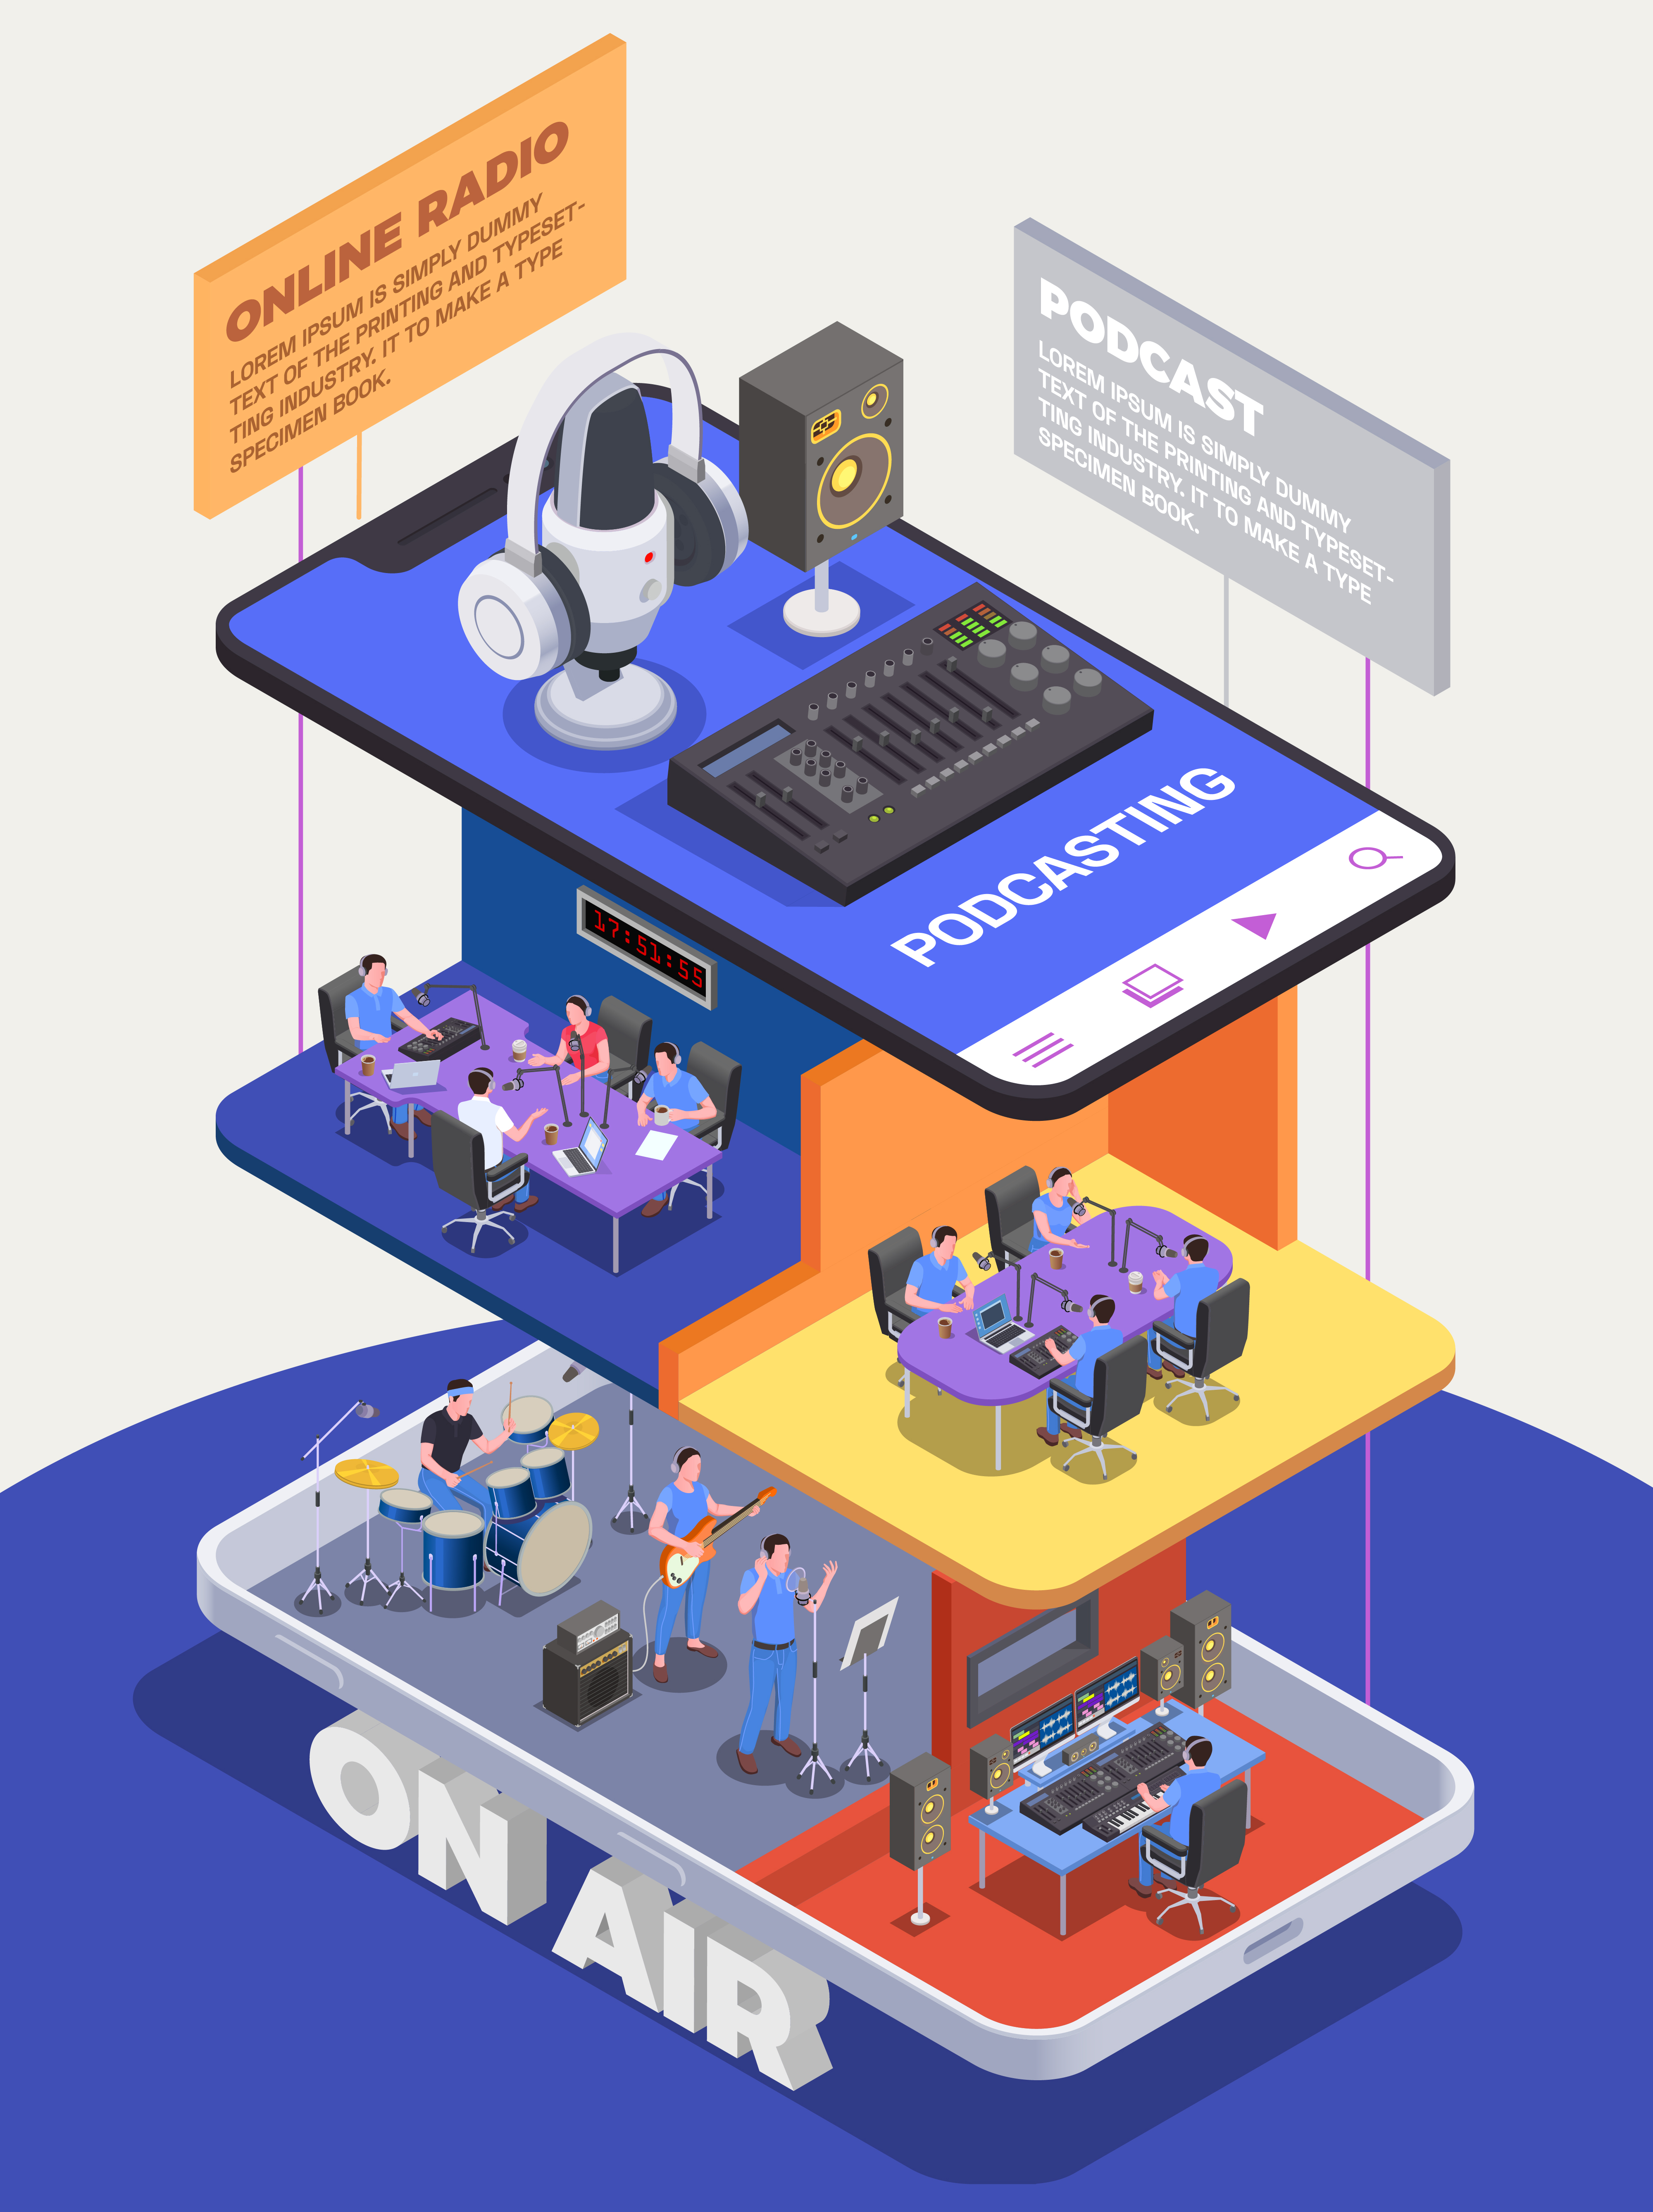 ONLINE RADIO
LOREM IPSUM IS SIMPLY DUMMY
TEXT OF THE PRINTING AND TYPESET-
TING INDUSTRY. IT TO MAKE A TYPE
SPECIMEN BOOK.
PODCAST
LOREM IPSUM IS SIMPLY DUMMY
TEXT OF THE PRINTING AND TYPESET-
TING INDUSTRY. IT TO MAKE A TYPE
SPECIMEN BOOK.
PODCASTING
17:51:55
ON AIR